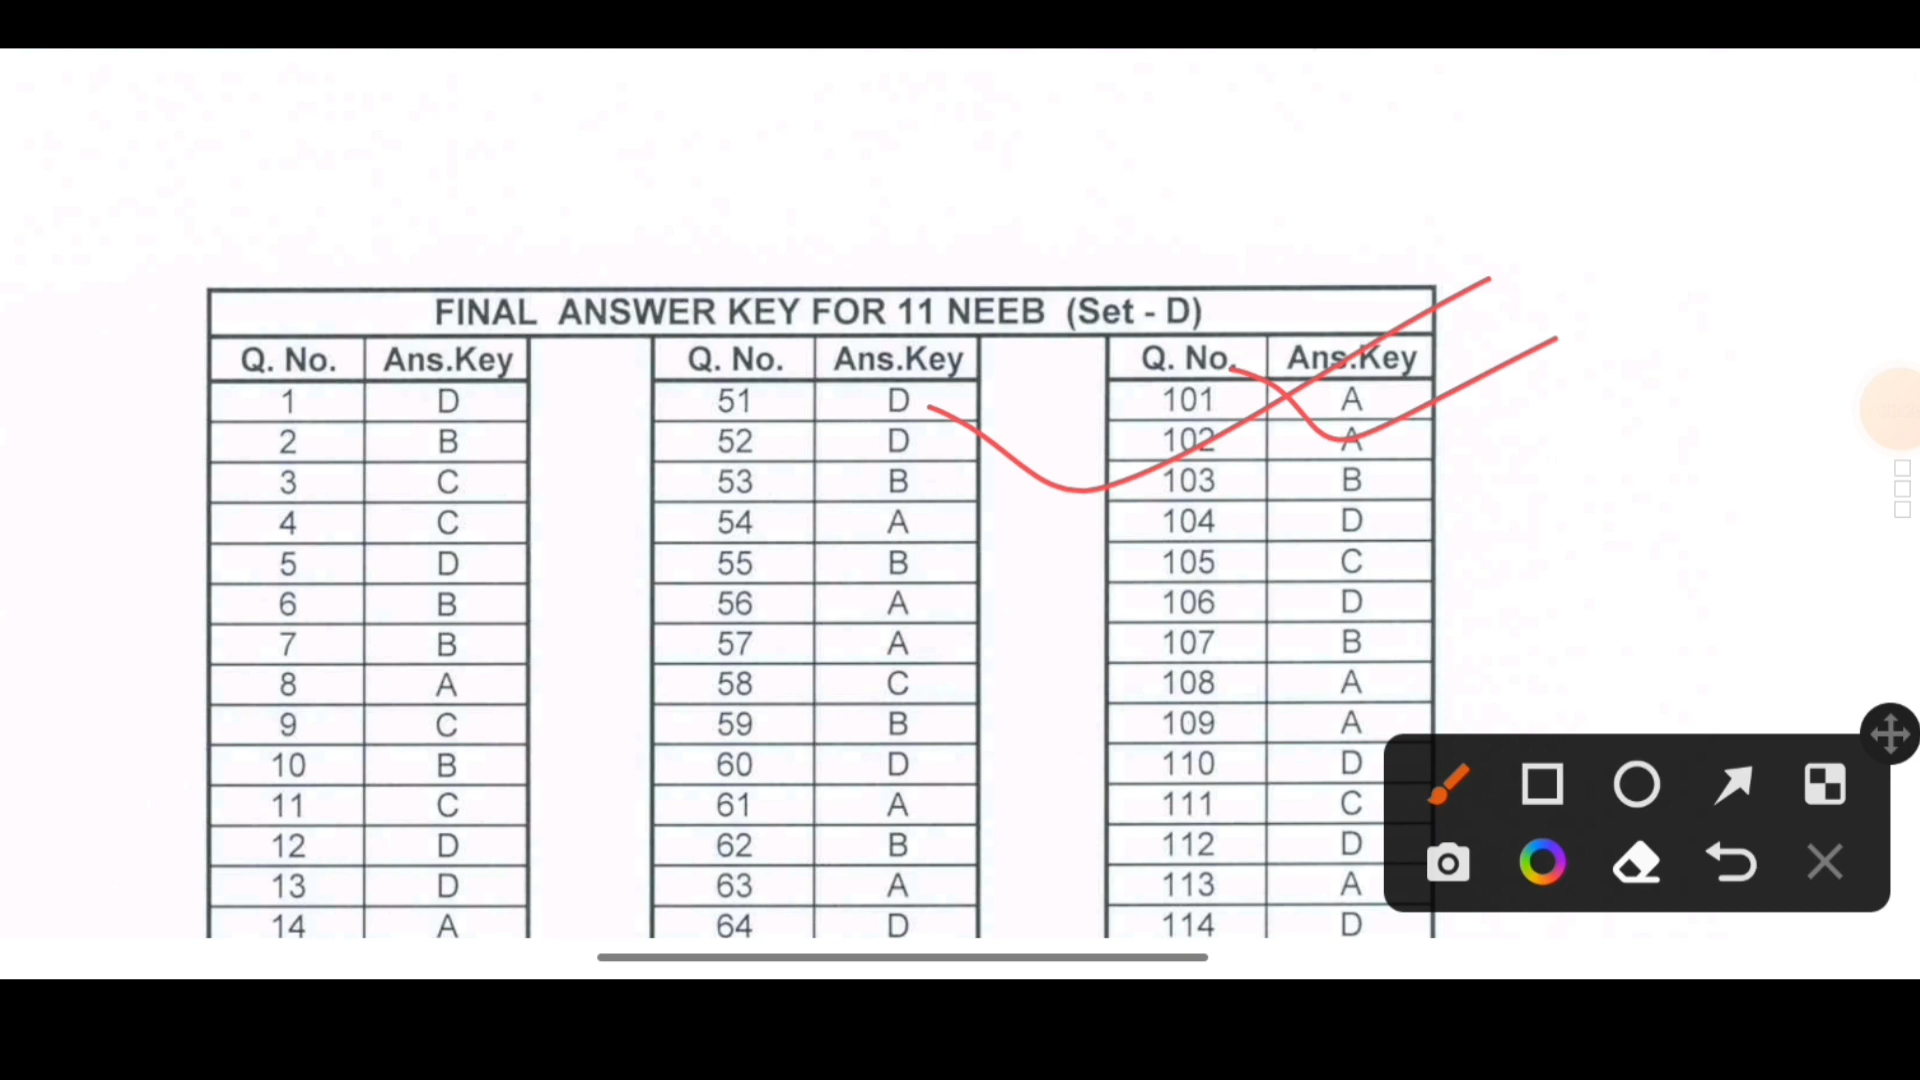 FINAL ANSWER KEY FOR 11 NEEB (Set - D)
Q. No. Ans.Key Q. No. Ans.Key Q. No. Ans.Key
1 D 51 D 101 A
2 B 52 D 102 A
3 C 53 B 103 B
4 C 54 A 104 D
5 D 55 B 105 C
6 B 56 A 106 D
7 B 57 A 107 B
8 A 58 C 108 A
9 C 59 B 109 A
10 B 60 D 110 D
11 C 61 A 111 C
12 D 62 B 112 D
13 D 63 A 113 A
14 A 64 D 114 D